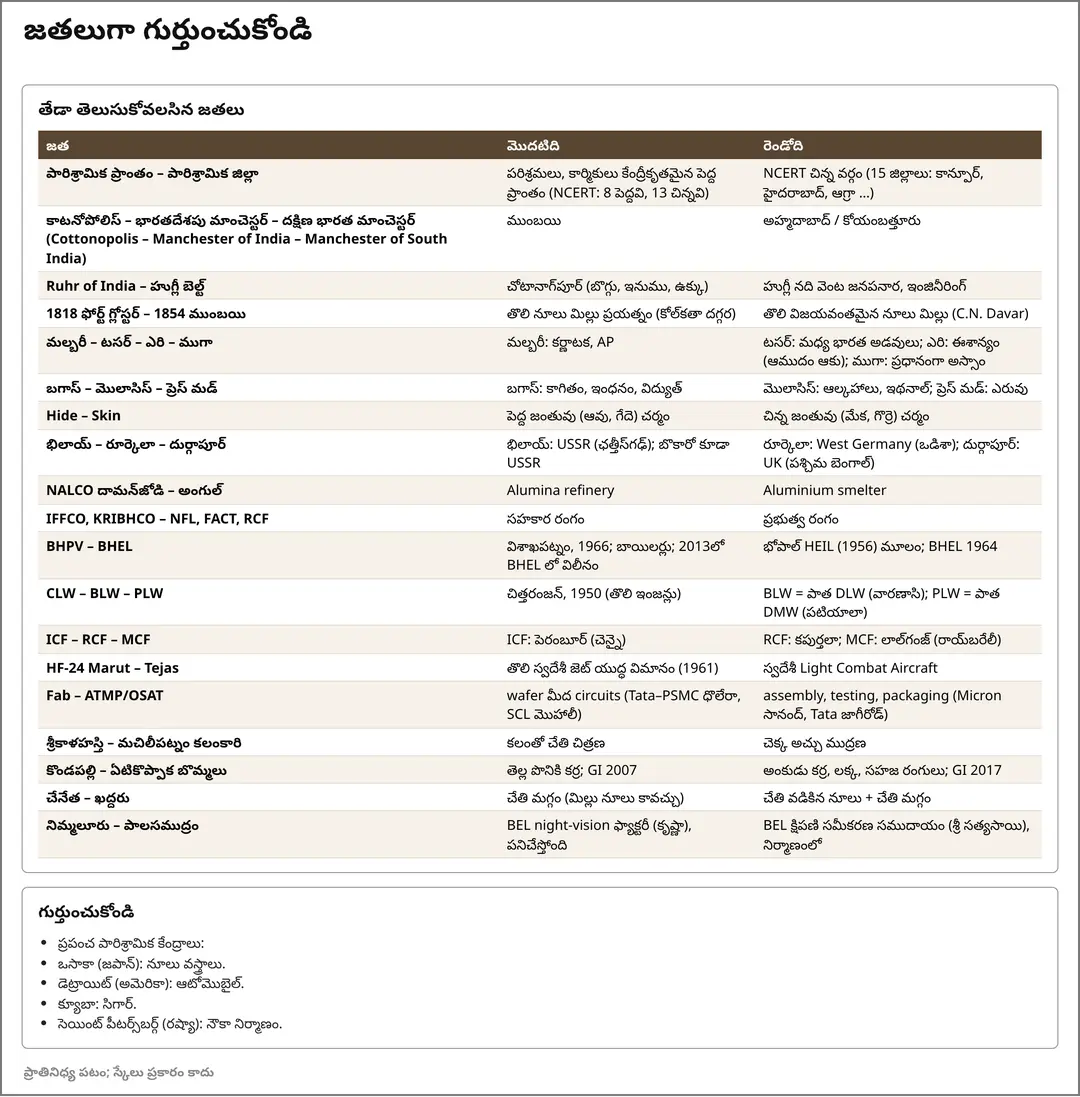 జతలుగా గుర్తుంచుకోండి
తేడా తెలుసుకోవలసిన జతలు
జత మొదటిది రెండోది
పారిశ్రామిక ప్రాంతం – పారిశ్రామిక జిల్లా పరిశ్రమలు, కార్మికులు కేంద్రీకృతమైన పెద్ద NCERT చిన్న వర్గం (15 జిల్లాలు: కాన్పూర్,
ప్రాంతం (NCERT: 8 పెద్దవి, 13 చిన్నవి) హైదరాబాద్, ఆగ్రా ...)
కాటనోపోలిస్ – భారతదేశపు మాంచెస్టర్ – దక్షిణ భారత మాంచెస్టర్ ముంబయి అహ్మదాబాద్ / కోయంబత్తూరు
(Cottonopolis – Manchester of India – Manchester of South
India)
Ruhr of India – హుగ్లీ బెల్ట్ చోటానాగ్‌పూర్ (బొగ్గు, ఇనుము, ఉక్కు) హుగ్లీ నది వెంట జనపనార, ఇంజినీరింగ్
1818 ఫోర్ట్ గ్లోస్టర్ – 1854 ముంబయి తొలి నూలు మిల్లు ప్రయత్నం (కోల్‌కతా దగ్గర) తొలి విజయవంతమైన నూలు మిల్లు (C.N. Davar)
మల్బరీ – టసర్ – ఎరి – ముగా మల్బరీ: కర్ణాటక, AP టసర్: మధ్య భారత అడవులు; ఎరి: ఈశాన్యం
(ఆముదం ఆకు); ముగా: ప్రధానంగా అస్సాం
బగాస్ – మొలాసిస్ – ప్రెస్ మడ్ బగాస్: కాగితం, ఇంధనం, విద్యుత్ మొలాసిస్: ఆల్కహాలు, ఇథనాల్; ప్రెస్ మడ్: ఎరువు
Hide – Skin పెద్ద జంతువు (ఆవు, గేదె) చర్మం చిన్న జంతువు (మేక, గొర్రె) చర్మం
భిలాయ్ – రూర్కెలా – దుర్గాపూర్ భిలాయ్: USSR (ఛత్తీస్‌గఢ్); బొకారో కూడా రూర్కెలా: West Germany (ఒడిశా); దుర్గాపూర్:
USSR UK (పశ్చిమ బెంగాల్)
NALCO దామన్‌జోడి – అంగుల్ Alumina refinery Aluminium smelter
IFFCO, KRIBHCO – NFL, FACT, RCF సహకార రంగం ప్రభుత్వ రంగం
BHPV – BHEL విశాఖపట్నం, 1966; బాయిలర్లు; 2013లో భోపాల్ HEIL (1956) మూలం; BHEL 1964
BHEL లో విలీనం
CLW – BLW – PLW చిత్తరంజన్, 1950 (తొలి ఇంజన్లు) BLW = పాత DLW (వారణాసి); PLW = పాత
DMW (పటియాలా)
ICF – RCF – MCF ICF: పెరంబూర్ (చెన్నై) RCF: కపుర్తలా; MCF: లాల్‌గంజ్ (రాయ్‌బరేలీ)
HF-24 Marut – Tejas తొలి స్వదేశీ జెట్ యుద్ధ విమానం (1961) స్వదేశీ Light Combat Aircraft
Fab – ATMP/OSAT wafer మీద circuits (Tata–PSMC ధొలేరా, assembly, testing, packaging (Micron
SCL మొహాలీ) సానంద్, Tata జాగీరోడ్)
శ్రీకాళహస్తి – మచిలీపట్నం కలంకారి కలంతో చేతి చిత్రణ చెక్క అచ్చు ముద్రణ
కొండపల్లి – ఏటికొప్పాక బొమ్మలు తెల్ల పొనికి కర్ర; GI 2007 అంకుడు కర్ర, లక్క, సహజ రంగులు; GI 2017
చేనేత – ఖద్దరు చేతి మగ్గం (మిల్లు నూలు కావచ్చు) చేతి వడికిన నూలు + చేతి మగ్గం
నిమ్మలూరు – పాలసముద్రం BEL night-vision ఫ్యాక్టరీ (కృష్ణా), BEL క్షిపణి సమీకరణ సముదాయం (శ్రీ సత్యసాయి),
పనిచేస్తోంది నిర్మాణంలో
గుర్తుంచుకోండి
• ప్రపంచ పారిశ్రామిక కేంద్రాలు:
• ఒసాకా (జపాన్): నూలు వస్త్రాలు.
• డెట్రాయిట్ (అమెరికా): ఆటోమొబైల్.
• క్యూబా: సిగార్.
• సెయింట్ పీటర్స్‌బర్గ్ (రష్యా): నౌకా నిర్మాణం.
ప్రాతినిధ్య పటం; స్కేలు ప్రకారం కాదు